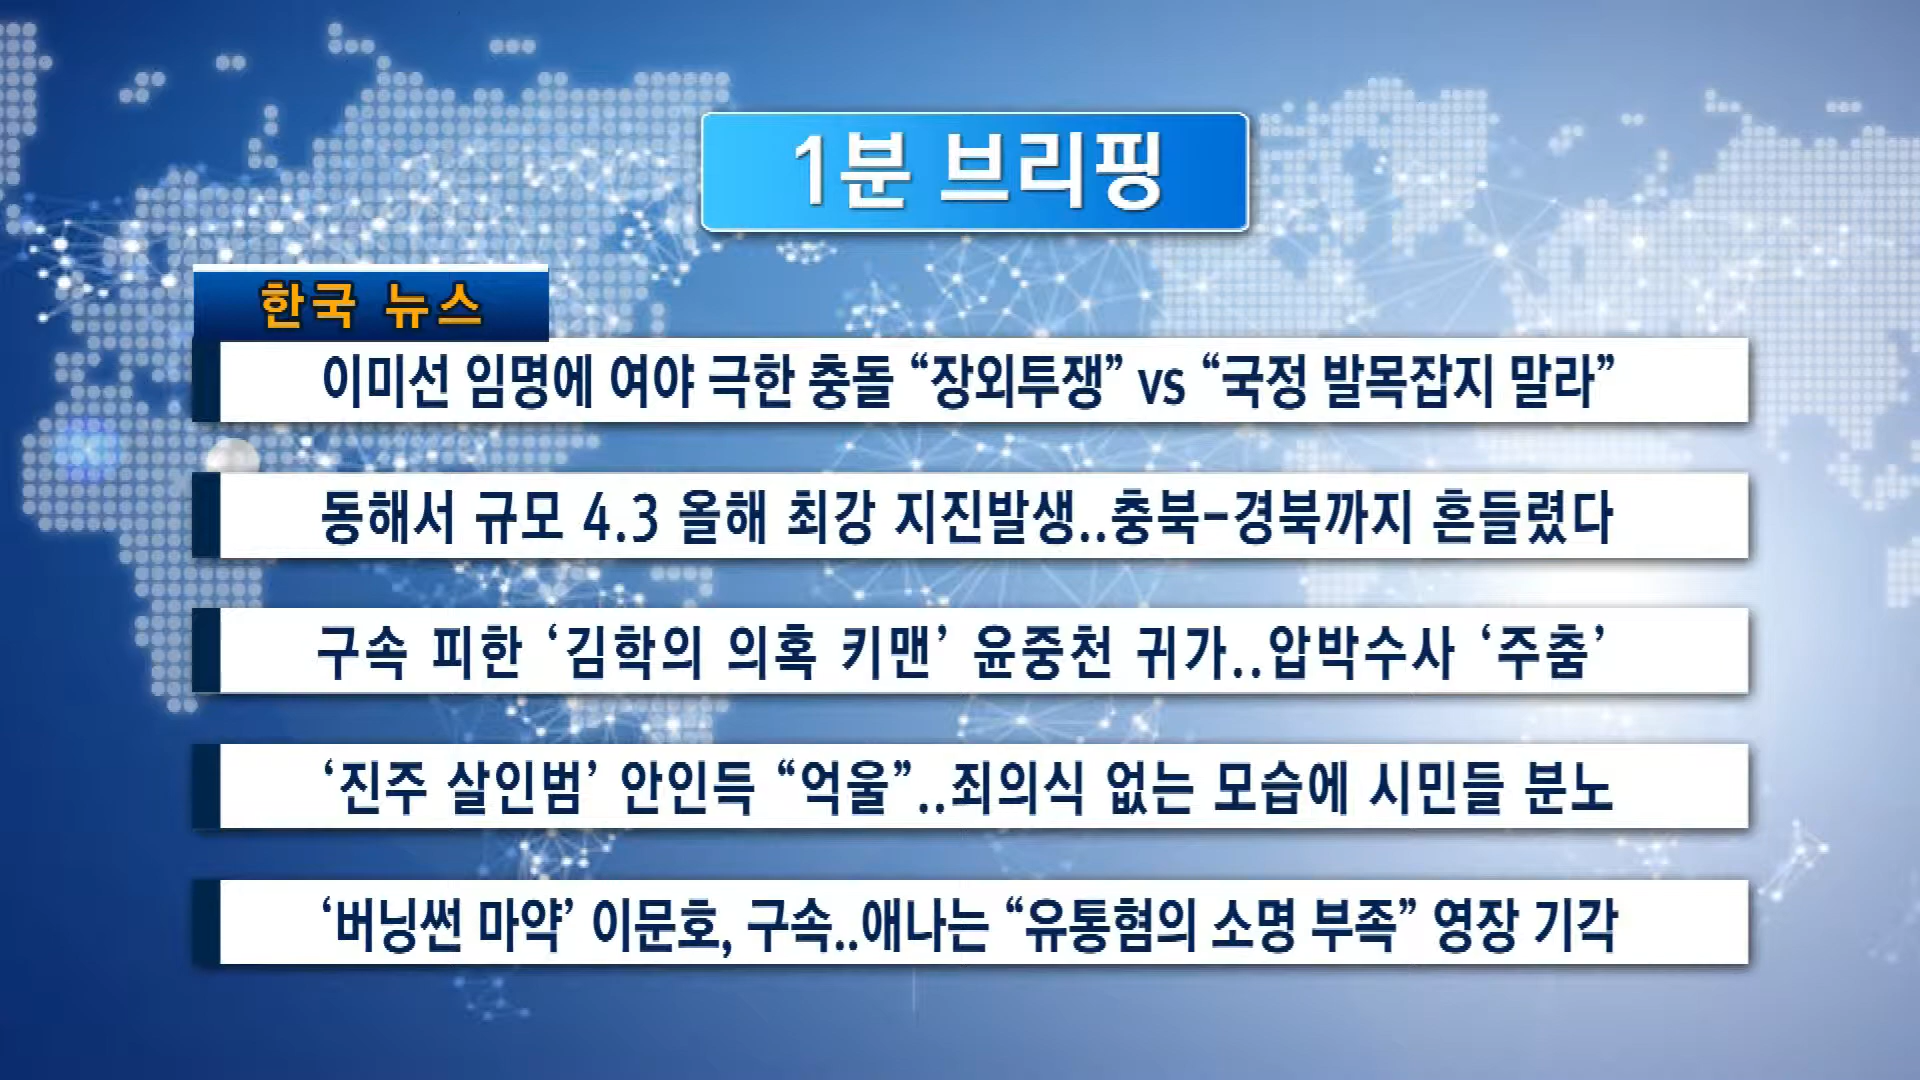 1분 브리핑
한국 뉴스
이미선 임명에 여야 극한 충돌 “장외투쟁” vs “국정 발목잡지 말라”
동해서 규모 4.3 올해 최강 지진발생..충북-경북까지 흔들렸다
구속 피한 ‘김학의 의혹 키맨’ 윤중천 귀가..압박수사 ‘주춤’
‘진주 살인범’ 안인득 “억울”..죄의식 없는 모습에 시민들 분노
‘버닝썬 마약’ 이문호, 구속..애나는 “유통혐의 소명 부족” 영장 기각